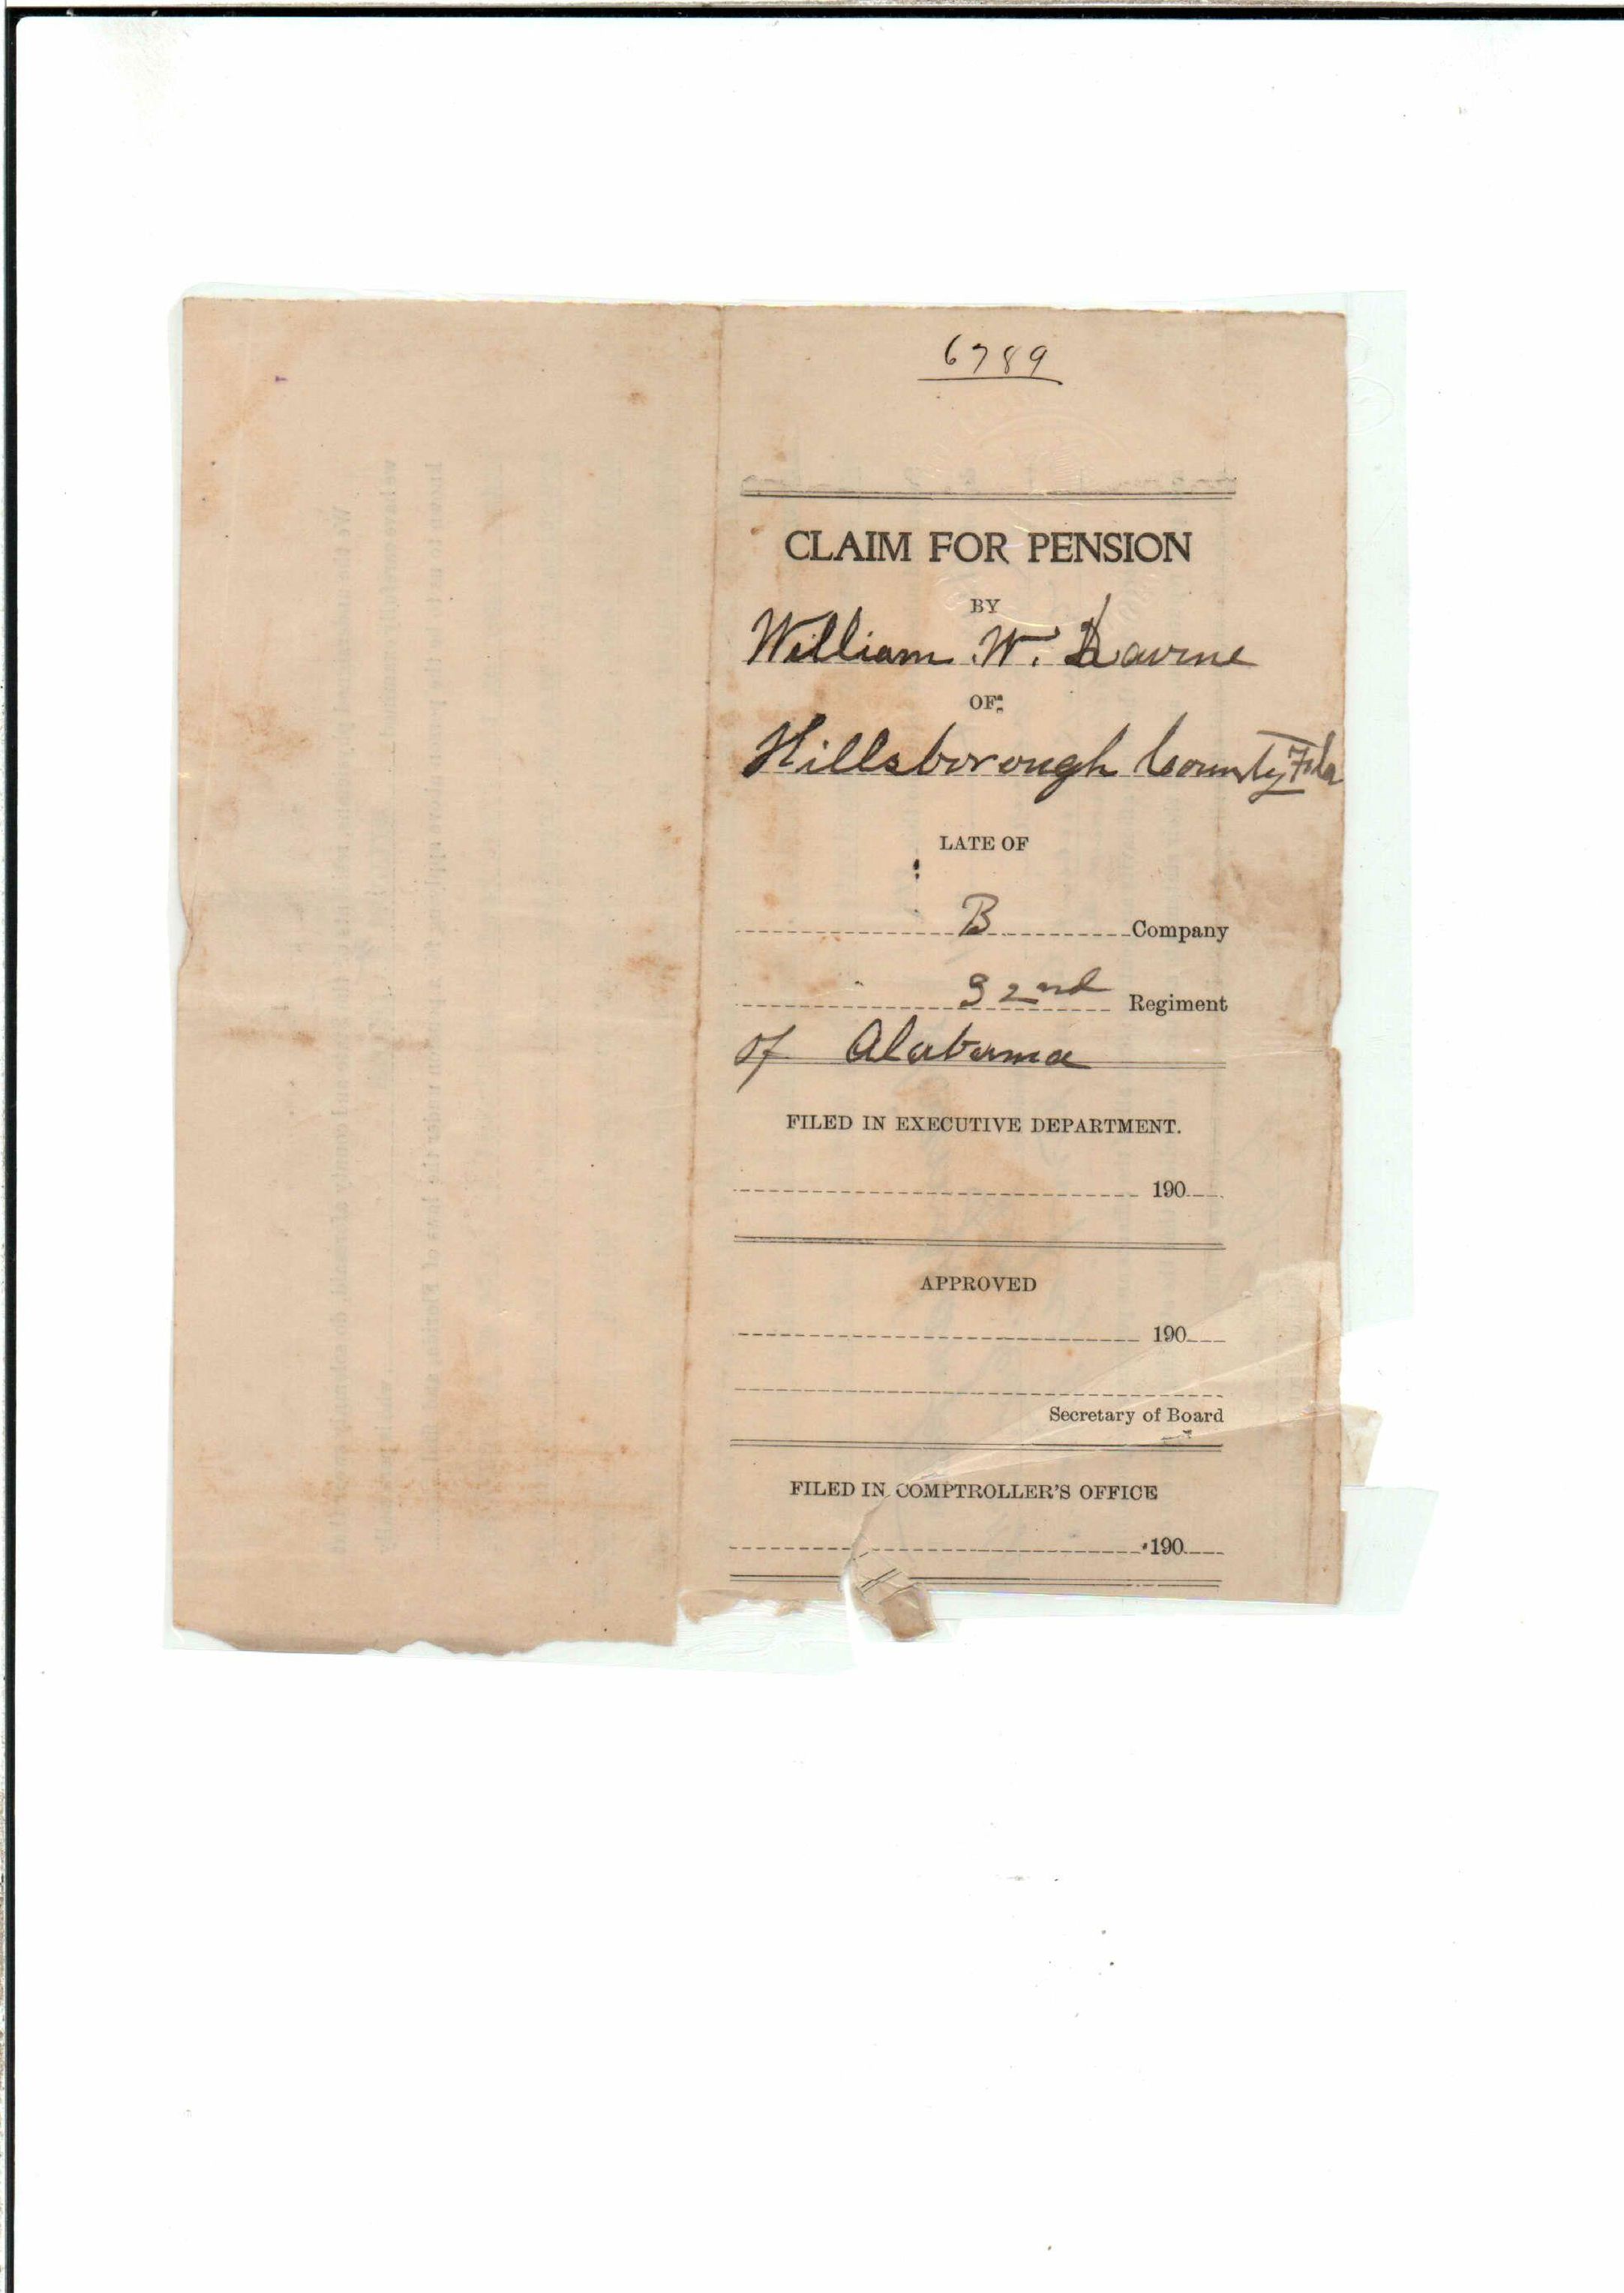 6789
CLAIM FOR PENSION
BY
William W.
OF:
Hillsborough County Fla
LATE OF
B Company
32nd Regiment
of Alabama
FILED IN EXECUTIVE DEPARTMENT.
190
APPROVED
190
Secretary of Board
FILED IN COMPTROLLER'S OFFICE
190